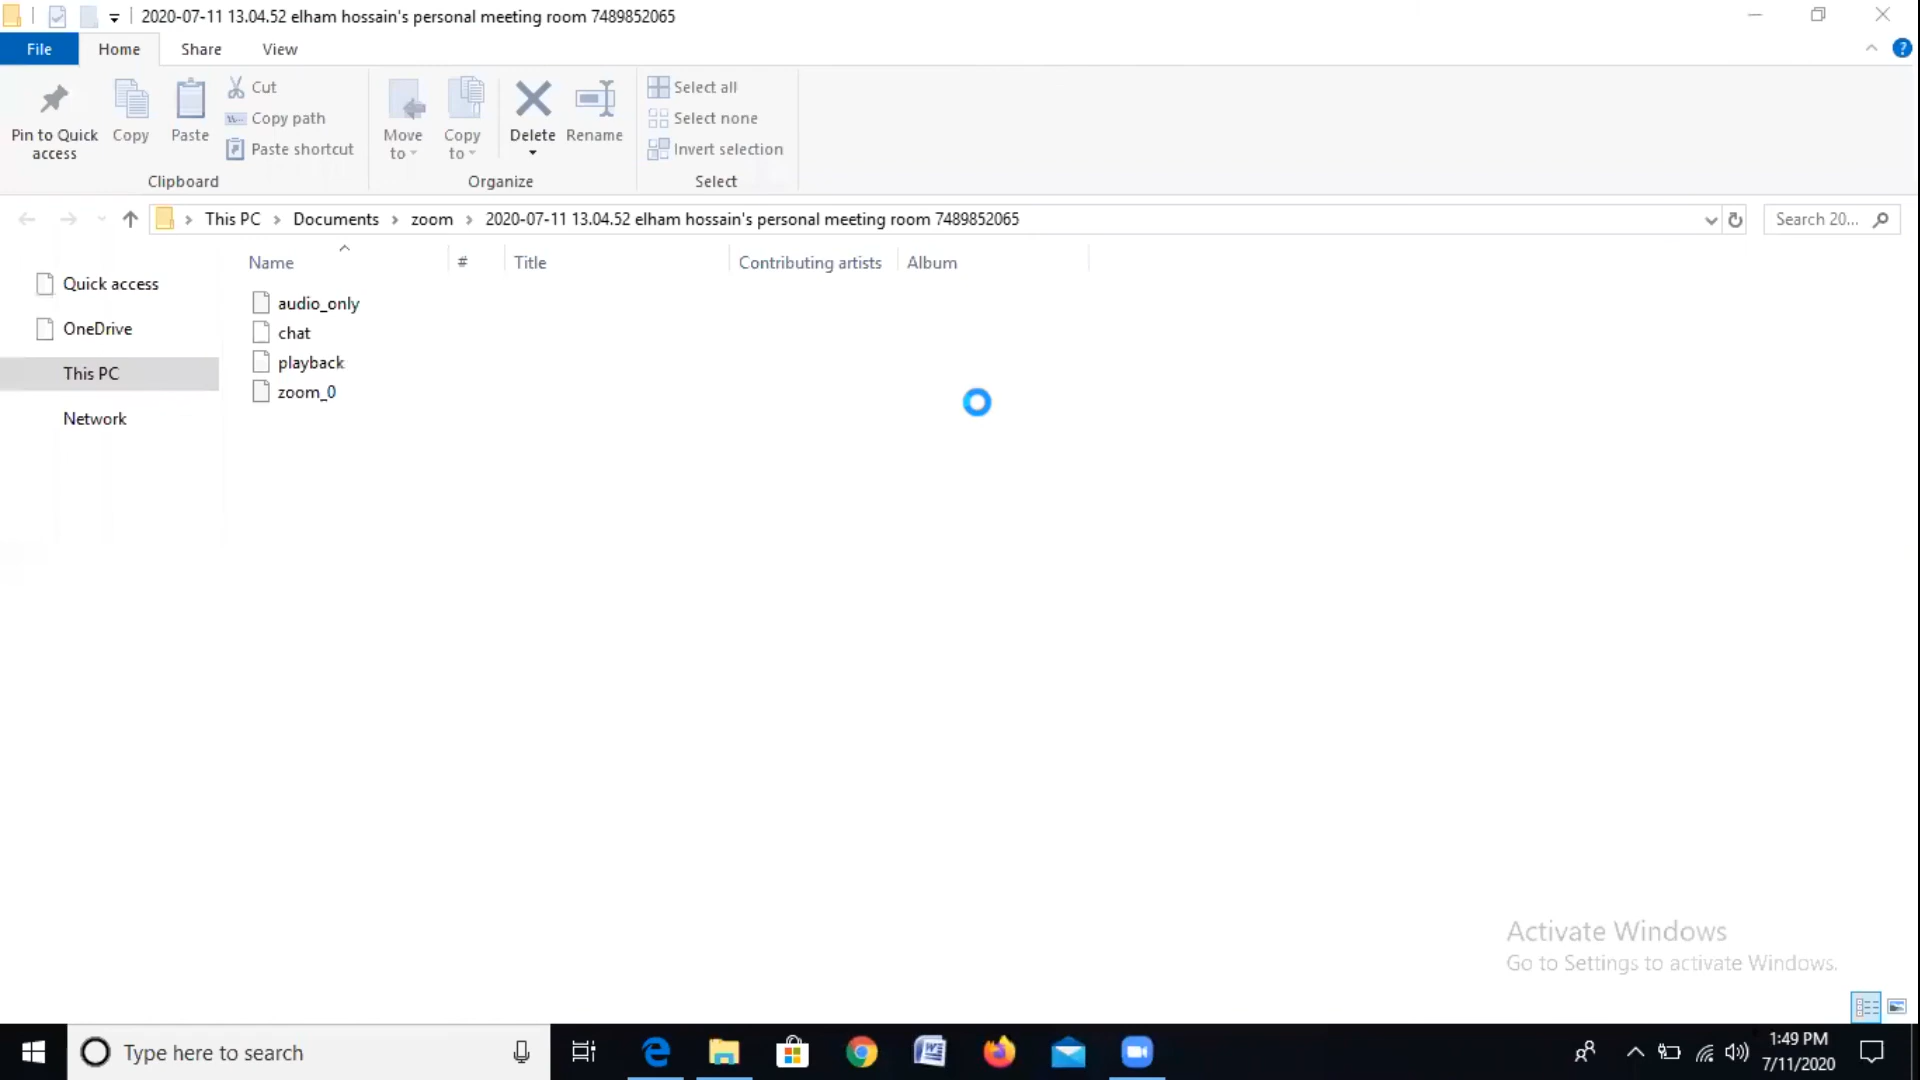 2020-07-11 13.04.52 elham hossain's personal meeting room 7489852065
File Home Share View
?
Pin to Quick access
Copy
Paste
Cut
Copy path
Paste shortcut
Move to
Copy to
Delete
Rename
Select all
Select none
Invert selection
Clipboard Organize Select
This PC > Documents > zoom > 2020-07-11 13.04.52 elham hossain's personal meeting room 7489852065
Search 20...
Name # Title Contributing artists Album
Quick access
OneDrive
This PC
Network
audio_only
chat
playback
zoom_0
Activate Windows
Go to Settings to activate Windows.
Type here to search
1:49 PM
7/11/2020